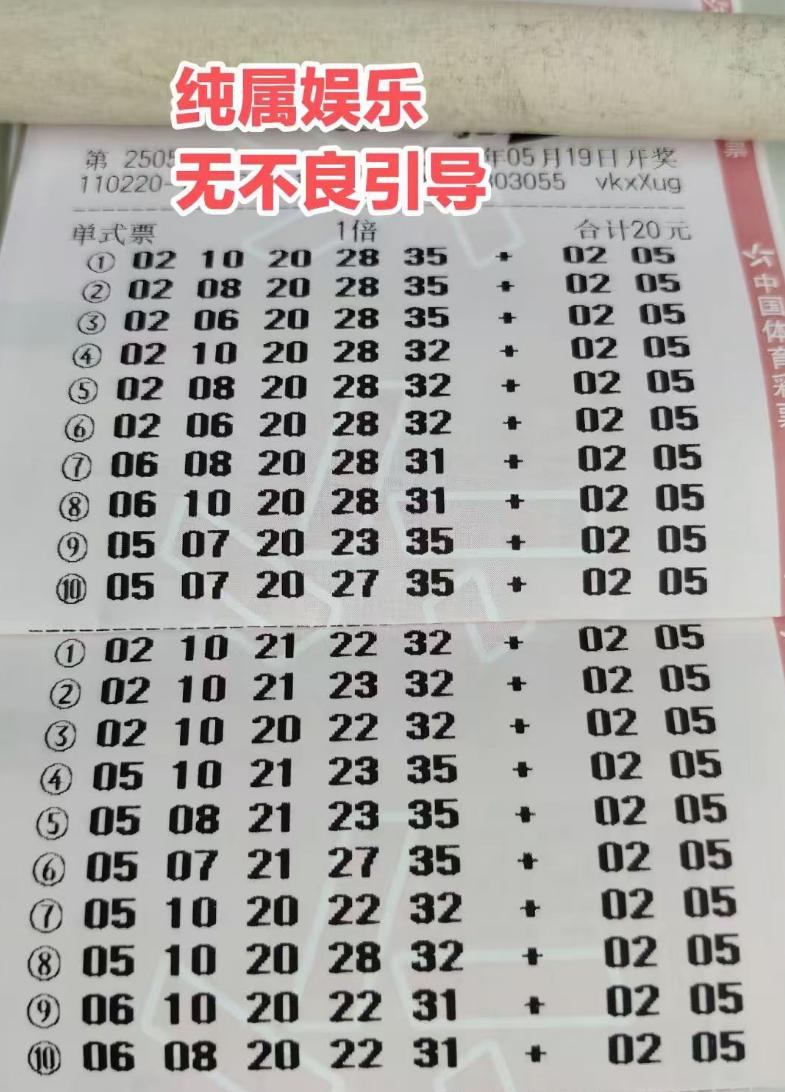 纯属娱乐
无不良引导
第 2505 年05月19日开奖
110220- 303055 vkxXug
单式票 1倍 合计20元
① 02 10 20 28 35 + 02 05
② 02 08 20 28 35 + 02 05
③ 02 06 20 28 35 + 02 05
④ 02 10 20 28 32 + 02 05
⑤ 02 08 20 28 32 + 02 05
⑥ 02 06 20 28 32 + 02 05
⑦ 06 08 20 28 31 + 02 05
⑧ 06 10 20 28 31 + 02 05
⑨ 05 07 20 23 35 + 02 05
⑩ 05 07 20 27 35 + 02 05
① 02 10 21 22 32 + 02 05
② 02 10 21 23 32 + 02 05
③ 02 10 20 22 32 + 02 05
④ 05 10 21 23 35 + 02 05
⑤ 05 08 21 23 35 + 02 05
⑥ 05 07 21 27 35 + 02 05
⑦ 05 10 20 22 32 + 02 05
⑧ 05 10 20 28 32 + 02 05
⑨ 06 10 20 22 31 + 02 05
⑩ 06 08 20 22 31 + 02 05
票
中国体育彩票